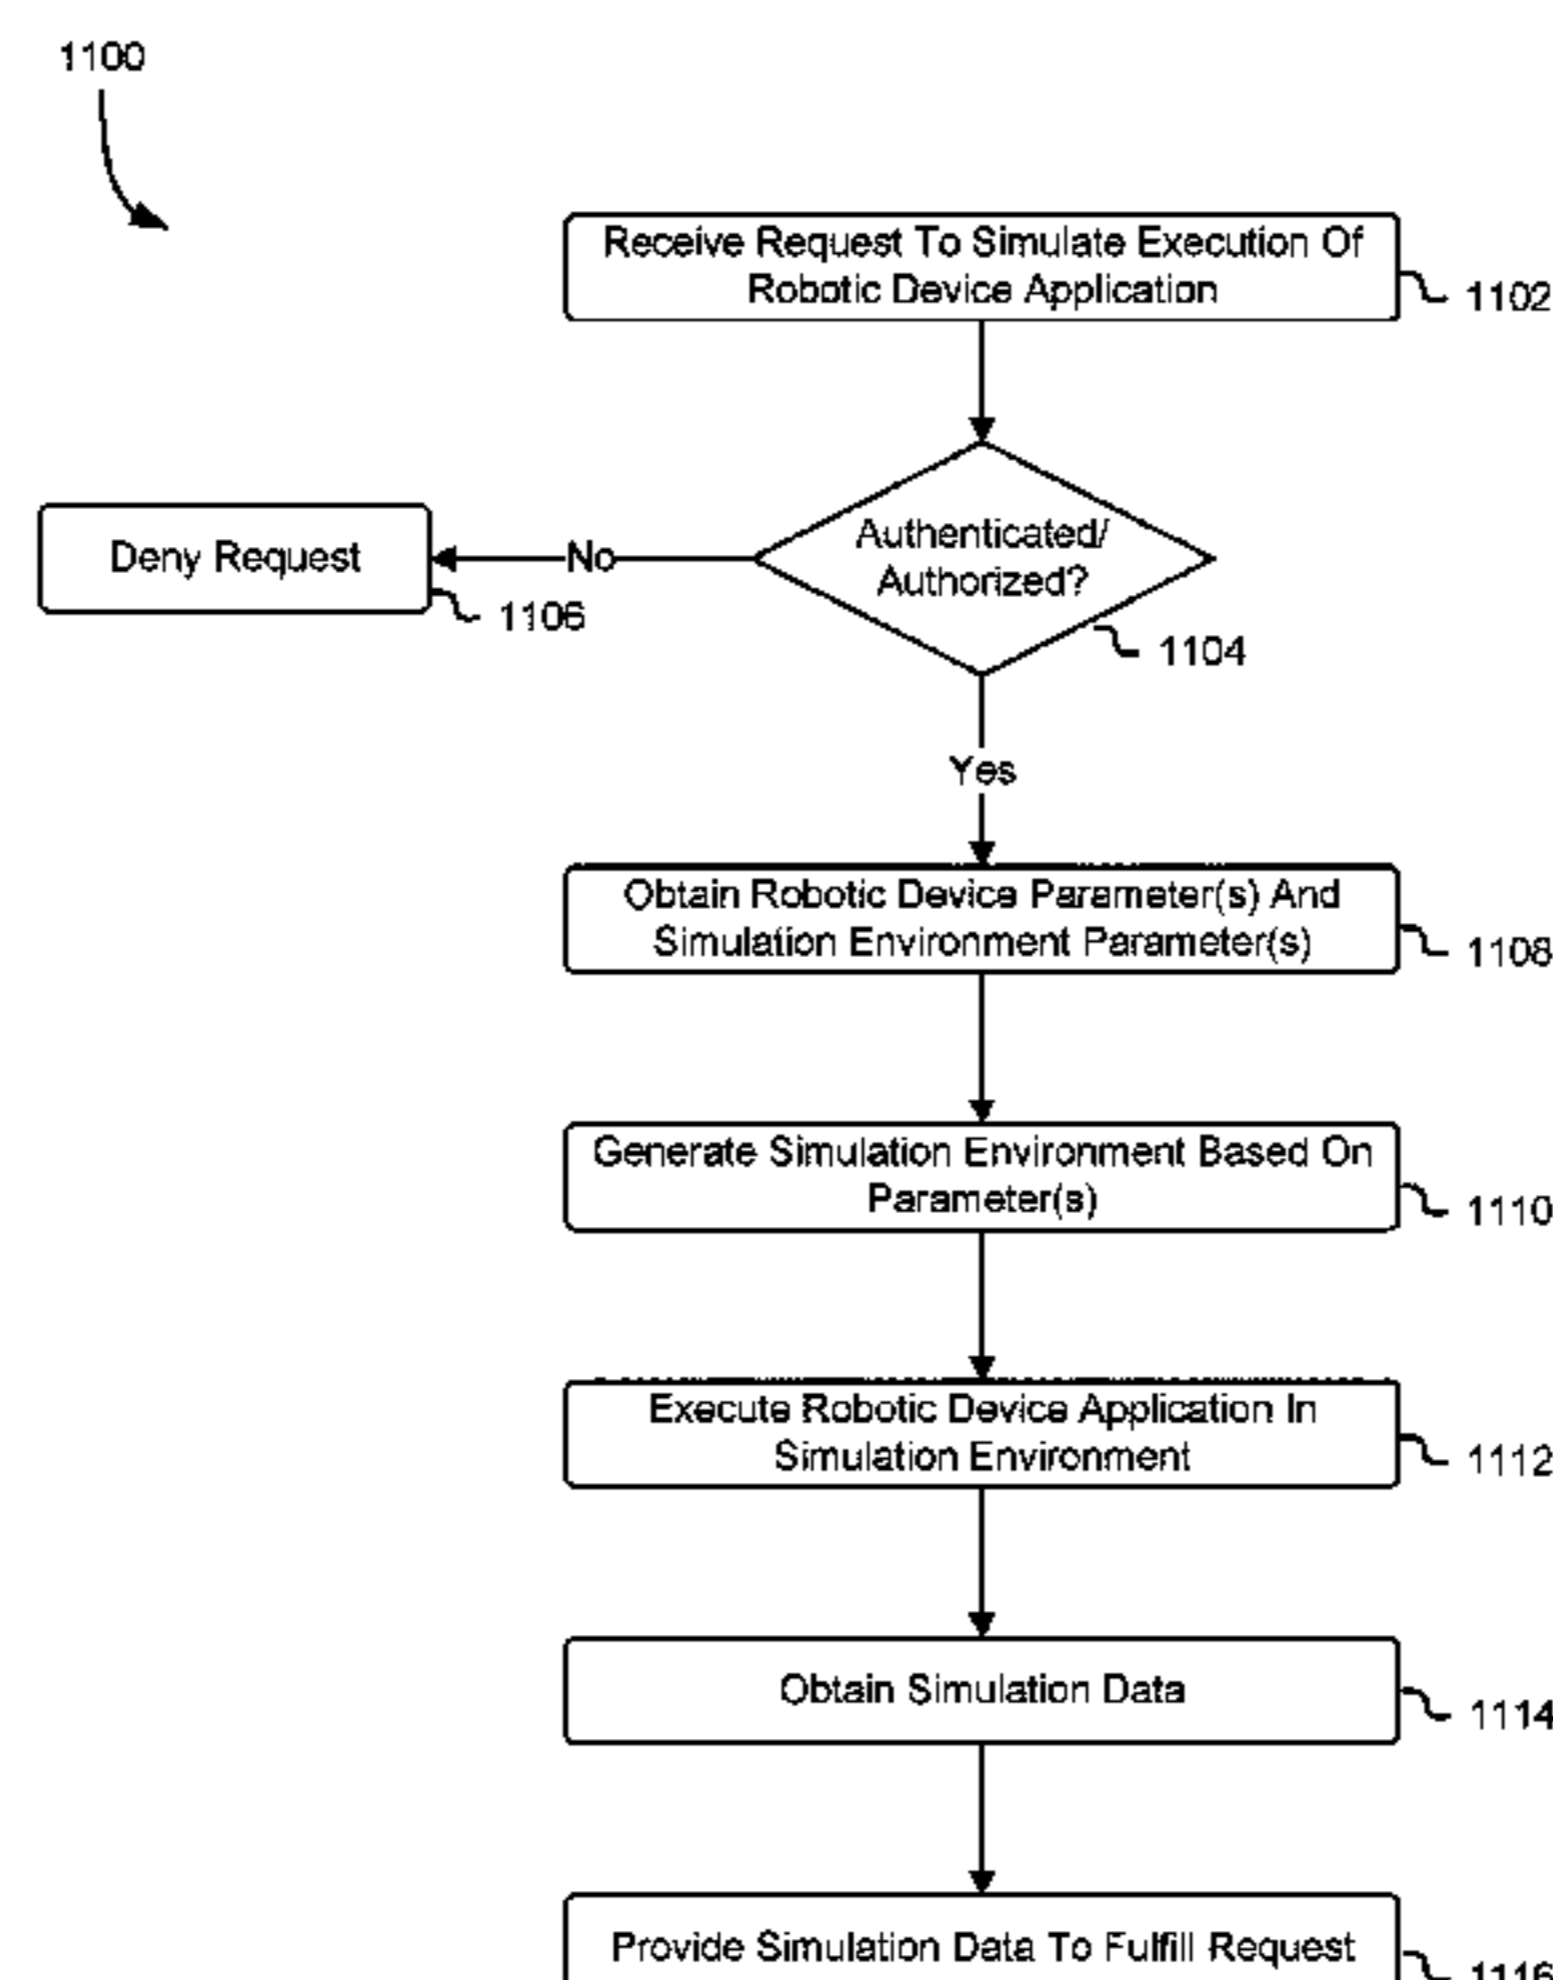 1100
Receive Request To Simulate Execution Of
Robotic Device Application
1102
Authenticated/
Authorized?
1104
No
Deny Request
1106
Yes
Obtain Robotic Device Parameter(s) And
Simulation Environment Parameter(s)
1108
Generate Simulation Environment Based On
Parameter(s)
1110
Execute Robotic Device Application In
Simulation Environment
1112
Obtain Simulation Data
1114
Provide Simulation Data To Fulfill Request
1116